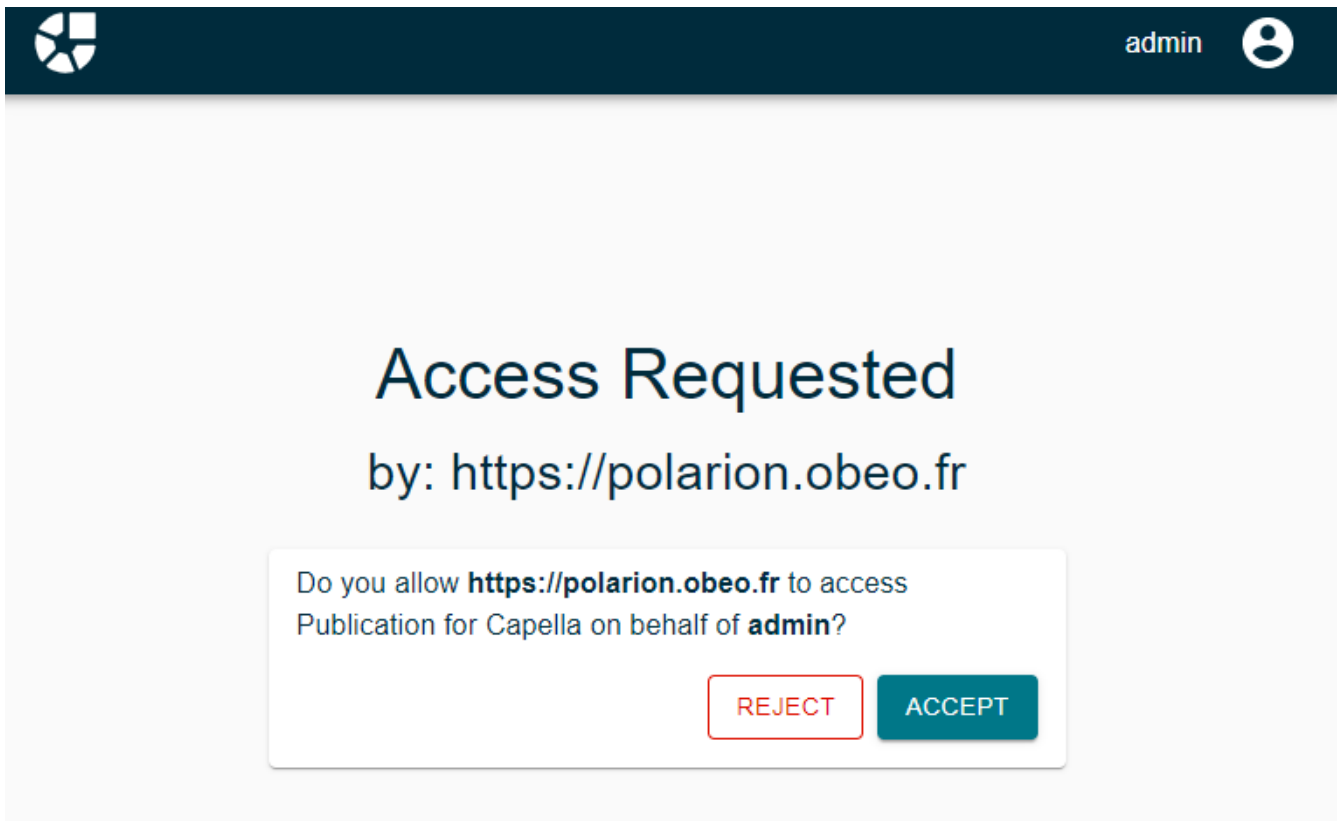 admin
Access Requested
by: https://polarion.obeo.fr
Do you allow https://polarion.obeo.fr to access
Publication for Capella on behalf of admin?
REJECT ACCEPT